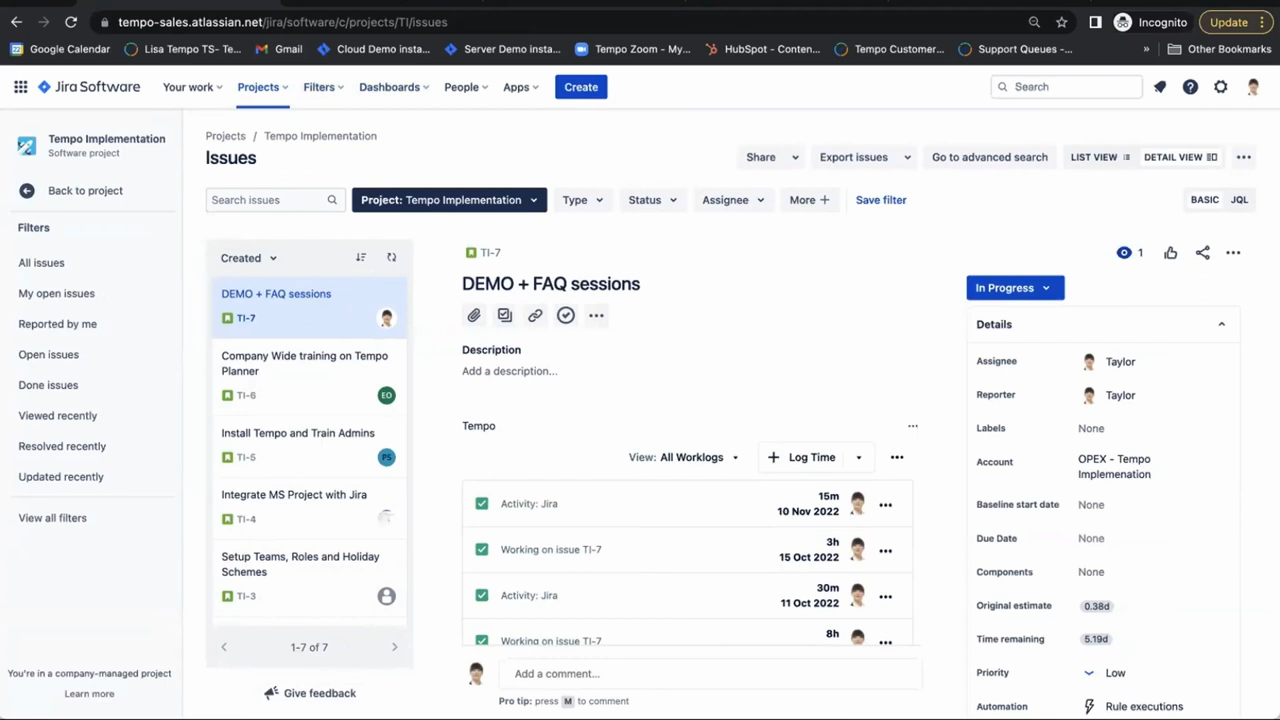 tempo-sales.atlassian.net/jira/software/c/projects/TI/issues
Incognito
Update
Google Calendar
Lisa Tempo TS- Te...
Gmail
Cloud Demo insta...
Server Demo insta...
Tempo Zoom - My...
HubSpot - Conten...
Tempo Customer...
Support Queues -...
»
Other Bookmarks
Jira Software
Your work
Projects
Filters
Dashboards
People
Apps
Create
Search
Tempo Implementation
Software project
Back to project
Filters
All issues
My open issues
Reported by me
Open issues
Done issues
Viewed recently
Resolved recently
Updated recently
View all filters
You're in a company-managed project
Learn more
Projects / Tempo Implementation
Issues
Share
Export issues
Go to advanced search
LIST VIEW
DETAIL VIEW
Search issues
Project: Tempo Implementation
Type
Status
Assignee
More +
Save filter
BASIC
JQL
Created
DEMO + FAQ sessions
TI-7
Company Wide training on Tempo
Planner
TI-6
EO
Install Tempo and Train Admins
TI-5
PS
Integrate MS Project with Jira
TI-4
Setup Teams, Roles and Holiday
Schemes
TI-3
1-7 of 7
Give feedback
TI-7
DEMO + FAQ sessions
Description
Add a description...
Tempo
View: All Worklogs
+ Log Time
Activity: Jira
15m
10 Nov 2022
Working on issue TI-7
3h
15 Oct 2022
Activity: Jira
30m
11 Oct 2022
Working on issue TI-7
8h
Add a comment...
Pro tip: press M to comment
1
In Progress
Details
Assignee
Taylor
Reporter
Taylor
Labels
None
Account
OPEX - Tempo
Implemenation
Baseline start date
None
Due Date
None
Components
None
Original estimate
0.38d
Time remaining
5.19d
Priority
Low
Automation
Rule executions